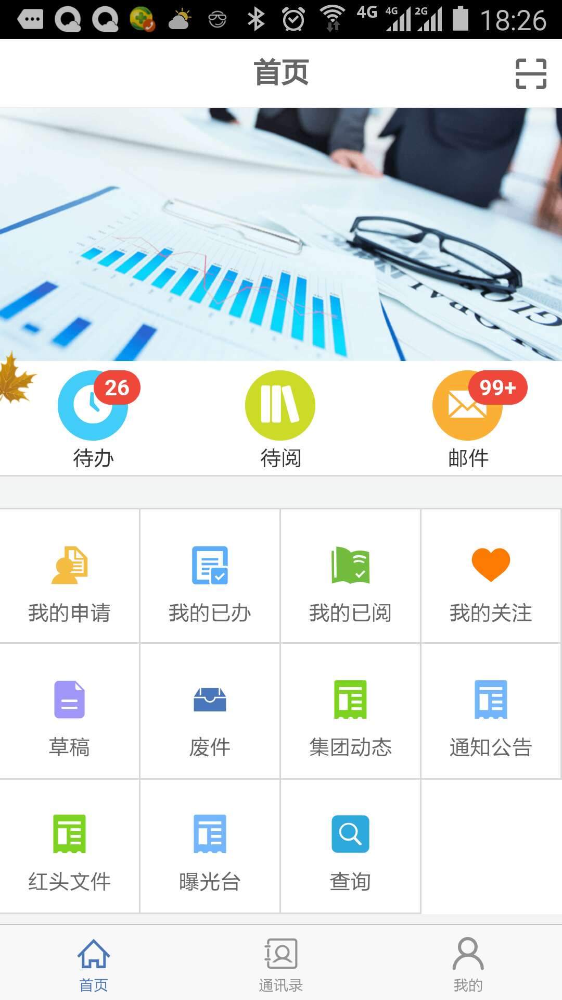 4G 4G 2G 18:26
首页
26
99+
待办 待阅 邮件
我的申请 我的已办 我的已阅 我的关注
草稿 废件 集团动态 通知公告
红头文件 曝光台 查询
首页 通讯录 我的